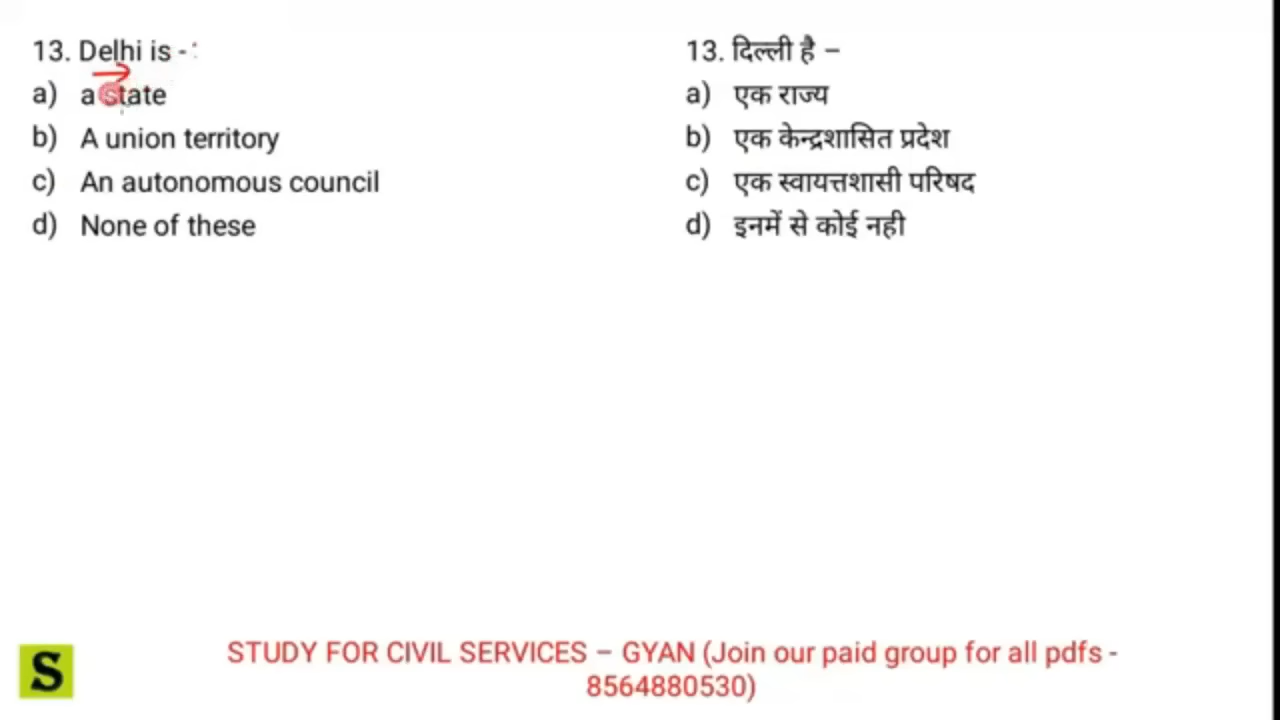 13. Delhi is -
a) a state
b) A union territory
c) An autonomous council
d) None of these
13. दिल्ली है –
a) एक राज्य
b) एक केन्द्रशासित प्रदेश
c) एक स्वायत्तशासी परिषद
d) इनमें से कोई नही
S
STUDY FOR CIVIL SERVICES – GYAN (Join our paid group for all pdfs -
8564880530)